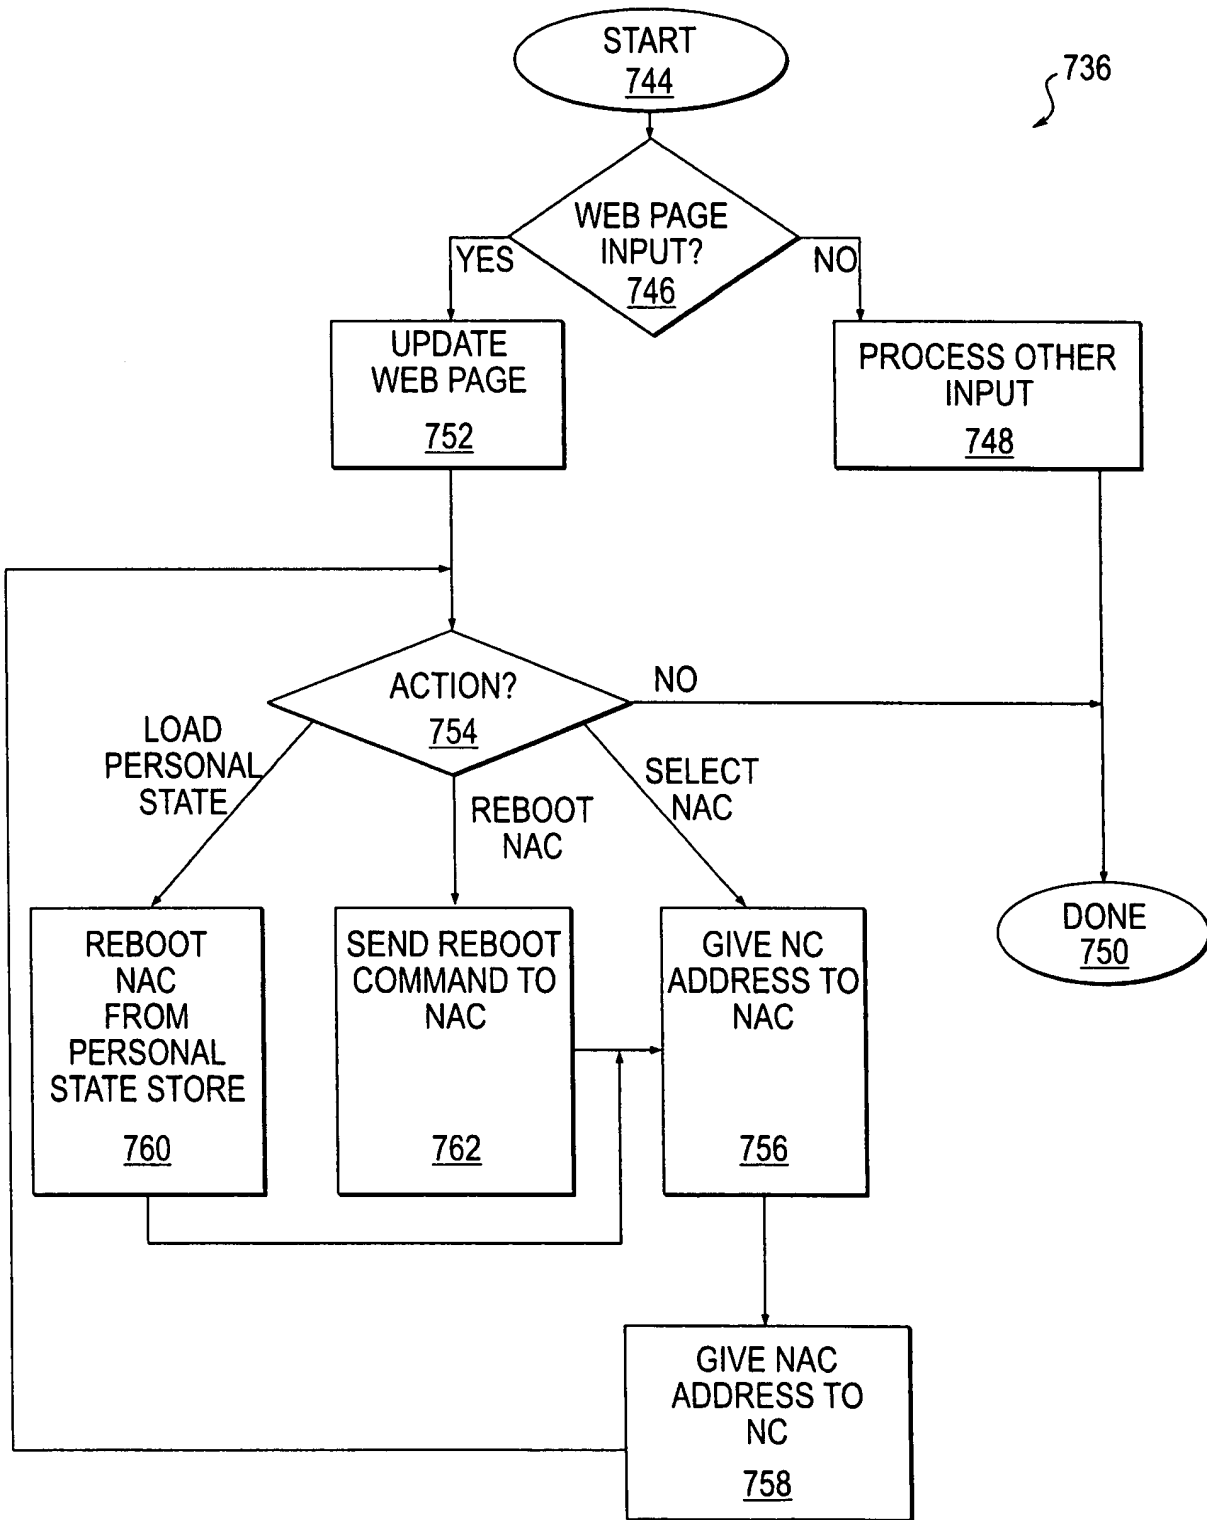 START
744
736
WEB PAGE
INPUT?
746
YES
NO
UPDATE
WEB PAGE
752
PROCESS OTHER
INPUT
748
ACTION?
754
NO
LOAD
PERSONAL
STATE
REBOOT
NAC
SELECT
NAC
REBOOT
NAC
FROM
PERSONAL
STATE STORE
760
SEND REBOOT
COMMAND TO
NAC
762
GIVE NC
ADDRESS TO
NAC
756
DONE
750
GIVE NAC
ADDRESS TO
NC
758